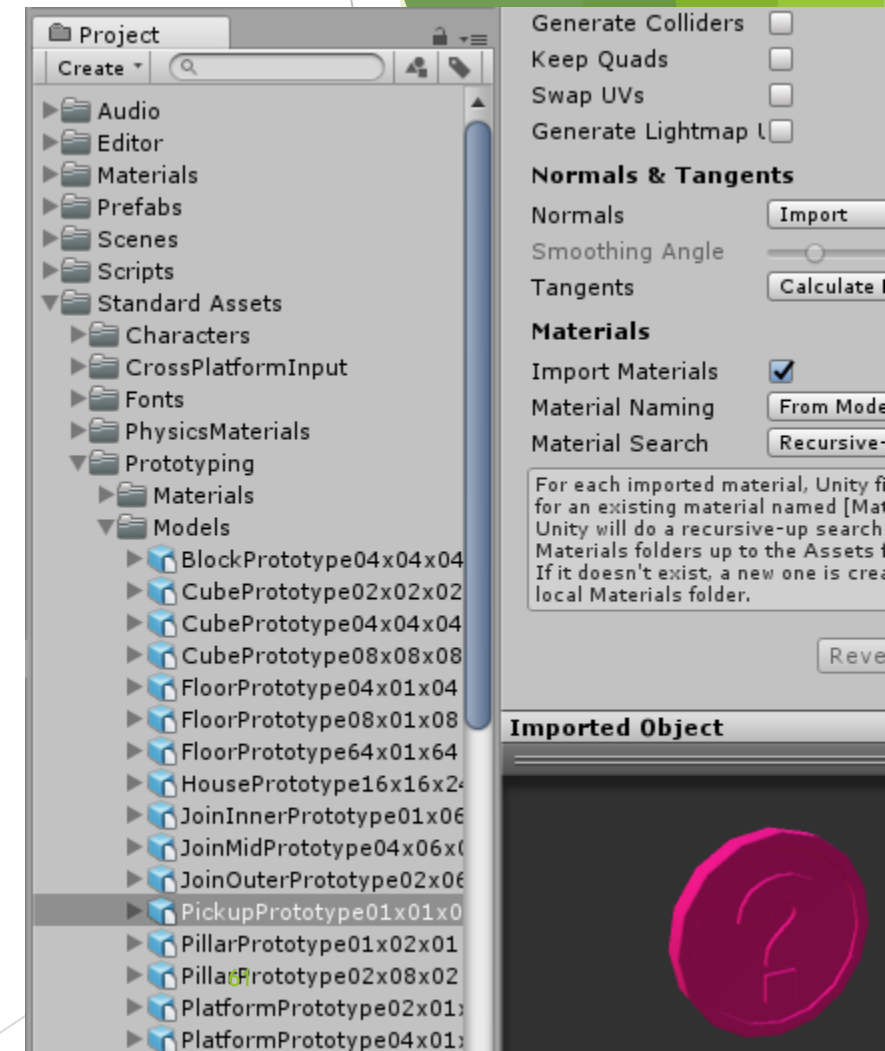 Project
Create
Audio
Editor
Materials
Prefabs
Scenes
Scripts
Standard Assets
Characters
CrossPlatformInput
Fonts
PhysicsMaterials
Prototyping
Materials
Models
BlockPrototype04x04x04
CubePrototype02x02x02
CubePrototype04x04x04
CubePrototype08x08x08
FloorPrototype04x01x04
FloorPrototype08x01x08
FloorPrototype64x01x64
HousePrototype16x16x24
JoinInnerPrototype01x06
JoinMidPrototype04x06x0
JoinOuterPrototype02x06
PickupPrototype01x01x0
PillarPrototype01x02x01
PillarPrototype02x08x02
61
PlatformPrototype02x01x
PlatformPrototype04x01x
Generate Colliders
Keep Quads
Swap UVs
Generate Lightmap U
Normals & Tangents
Normals Import
Smoothing Angle
Tangents Calculate
Materials
Import Materials
Material Naming From Mode
Material Search Recursive-
For each imported material, Unity fi
for an existing material named [Mat
Unity will do a recursive-up search
Materials folders up to the Assets f
If it doesn't exist, a new one is crea
local Materials folder.
Reve
Imported Object
?